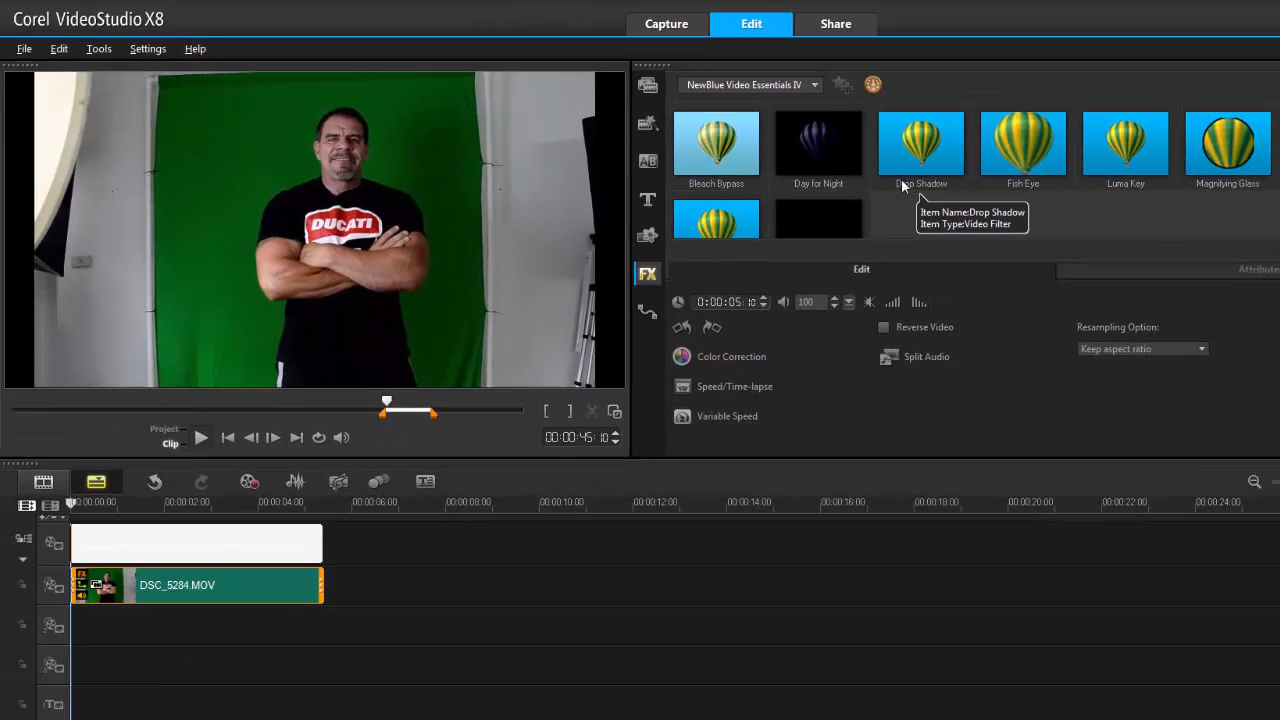 Corel VideoStudio X8
Capture
Edit
Share
File Edit Tools Settings Help
NewBlue Video Essentials IV
Bleach Bypass
Day for Night
Drop Shadow
Fish Eye
Luma Key
Magnifying Glass
Item Name:Drop Shadow
Item Type:Video Filter
DUCATI
AB
T
FX
Edit
Attribute
0:00:05:10
100
Reverse Video
Resampling Option:
Color Correction
Split Audio
Keep aspect ratio
Speed/Time-lapse
Variable Speed
Project
Clip
00:00:45:10
00:00:02:00
00:00:04:00
00:00:06:00
00:00:08:00
00:00:10:00
00:00:12:00
00:00:14:00
00:00:16:00
00:00:18:00
00:00:20:00
00:00:22:00
00:00:24:00
FX
DSC_5284.MOV